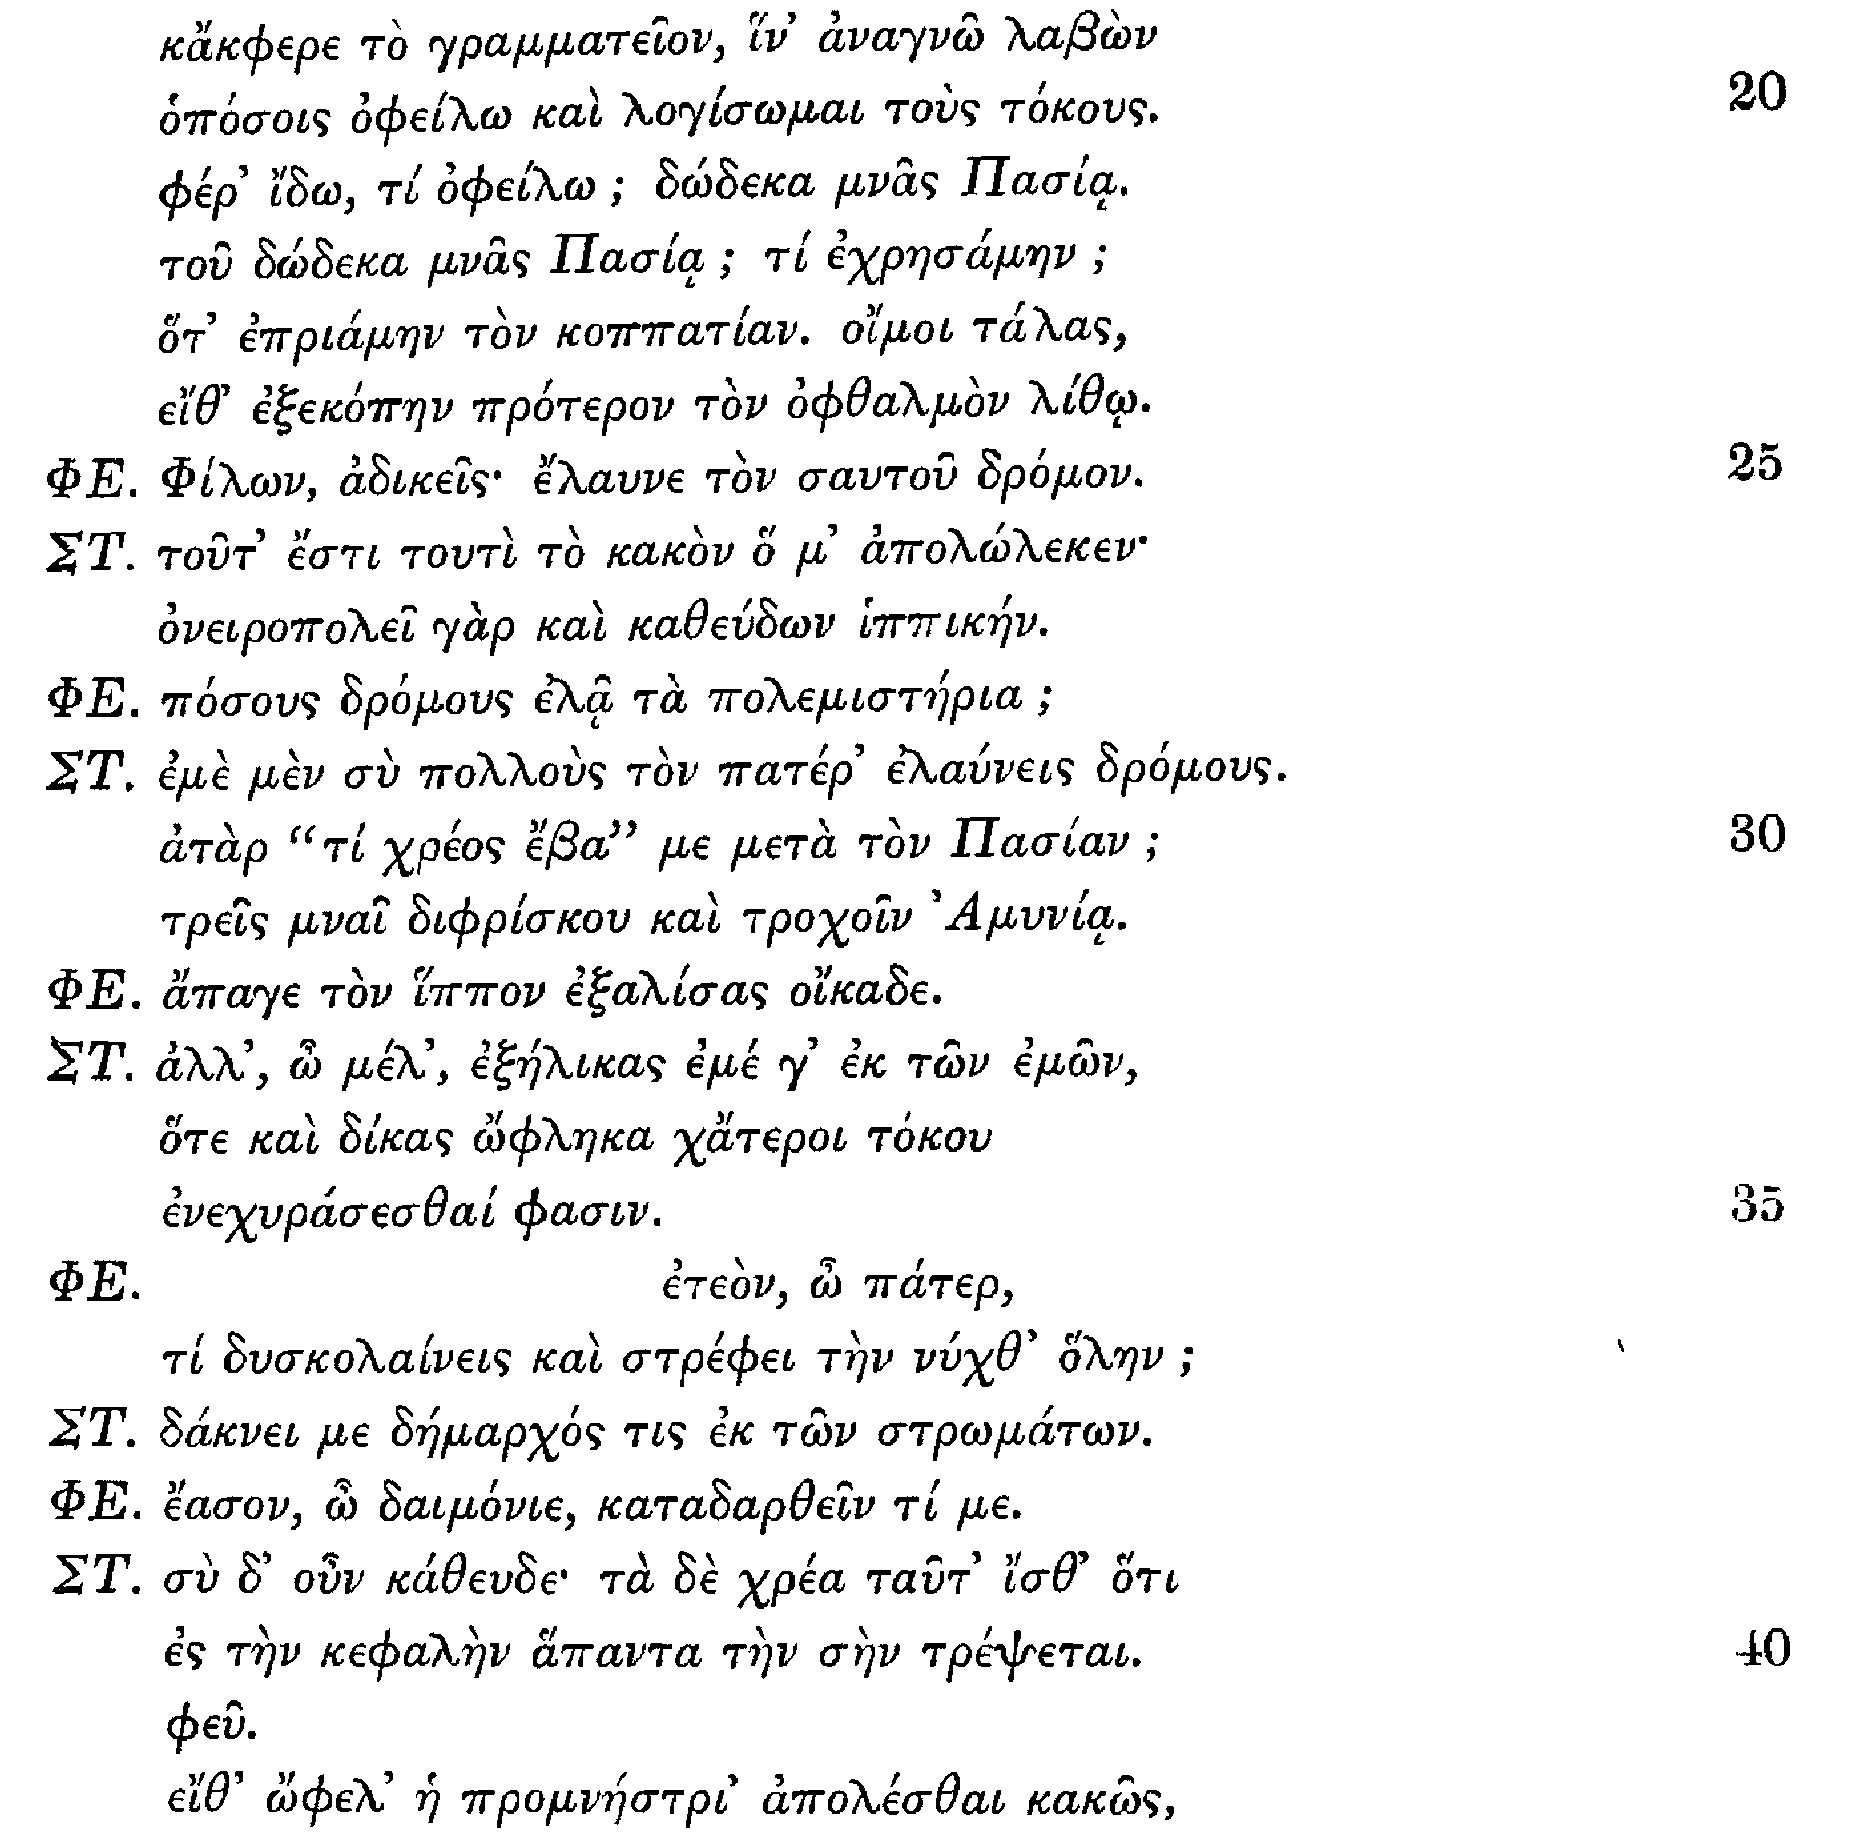 κἄκφερε τὸ γραμματεῖον, ἵν’ ἀναγνῶ λαβὼν
ὁπόσοις ὀφείλω καὶ λογίσωμαι τοὺς τόκους. 20
φέρ’ ἴδω, τί ὀφείλω ; δώδεκα μνᾶς Πασίᾳ.
τοῦ δώδεκα μνᾶς Πασίᾳ ; τί ἐχρησάμην ;
ὅτ’ ἐπριάμην τὸν κοππατίαν. οἴμοι τάλας,
εἴθ’ ἐξεκόπην πρότερον τὸν ὀφθαλμὸν λίθῳ.
ΦΕ. Φίλων, ἀδικεῖς· ἔλαυνε τὸν σαυτοῦ δρόμον. 25
ΣΤ. τοῦτ’ ἔστι τουτὶ τὸ κακὸν ὅ μ’ ἀπολώλεκεν·
ὀνειροπολεῖ γὰρ καὶ καθεύδων ἱππικήν.
ΦΕ. πόσους δρόμους ἐλᾷ τὰ πολεμιστήρια ;
ΣΤ. ἐμὲ μὲν σὺ πολλοὺς τὸν πατέρ’ ἐλαύνεις δρόμους.
ἀτὰρ “τί χρέος ἔβα” με μετὰ τὸν Πασίαν ; 30
τρεῖς μναῖ διφρίσκου καὶ τροχοῖν Ἀμυνίᾳ.
ΦΕ. ἄπαγε τὸν ἵππον ἐξαλίσας οἴκαδε.
ΣΤ. ἀλλ’, ὦ μέλ’, ἐξήλικας ἐμέ γ’ ἐκ τῶν ἐμῶν,
ὅτε καὶ δίκας ὤφληκα χἄτεροι τόκου
ἐνεχυράσεσθαί φασιν. 35
ΦΕ. ἐτεὸν, ὦ πάτερ,
τί δυσκολαίνεις καὶ στρέφει τὴν νύχθ’ ὅλην ;
ΣΤ. δάκνει με δήμαρχός τις ἐκ τῶν στρωμάτων.
ΦΕ. ἔασον, ὦ δαιμόνιε, καταδαρθεῖν τί με.
ΣΤ. σὺ δ’ οὖν κάθευδε· τὰ δὲ χρέα ταῦτ’ ἴσθ’ ὅτι
ἐς τὴν κεφαλὴν ἅπαντα τὴν σὴν τρέψεται. 40
φεῦ.
εἴθ’ ὤφελ’ ἡ προμνήστρι’ ἀπολέσθαι κακῶς,